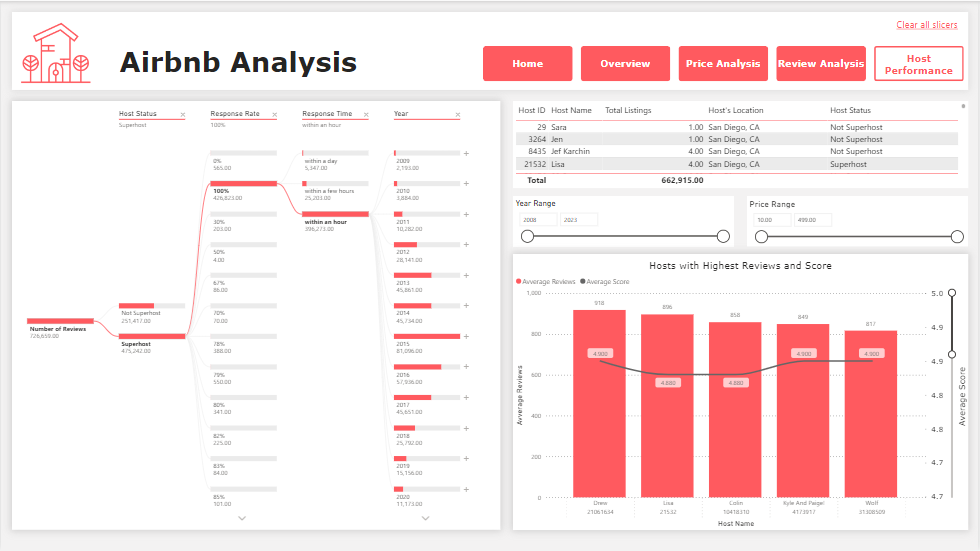 Clear all slicers
Airbnb Analysis
Home
Overview
Price Analysis
Review Analysis
Host
Performance
Host Status
Superhost
Response Rate
100%
Response Time
within an hour
Year
Number of Reviews
726,659.00
Not Superhost
251,417.00
Superhost
475,242.00
0%
565.00
100%
426,823.00
30%
203.00
50%
4.00
67%
86.00
70%
70.00
78%
388.00
79%
550.00
80%
341.00
82%
225.00
83%
84.00
85%
101.00
within a day
5,347.00
within a few hours
25,203.00
within an hour
396,273.00
2009
2,193.00
2010
3,884.00
2011
10,282.00
2012
28,141.00
2013
45,861.00
2014
45,734.00
2015
81,096.00
2016
57,936.00
2017
45,651.00
2018
25,792.00
2019
15,156.00
2020
11,173.00
Host ID Host Name Total Listings Host's Location Host Status
29 Sara 1.00 San Diego, CA Not Superhost
3264 Jen 1.00 San Diego, CA Not Superhost
8435 Jef Karchin 4.00 San Diego, CA Not Superhost
21532 Lisa 4.00 San Diego, CA Superhost
Total 662,915.00
Year Range
2008 2023
Price Range
10.00 499.00
Hosts with Highest Reviews and Score
Avverage Reviews Average Score
Avverage Reviews
1,000
800
600
400
200
0
918
896
858
849
817
4.900
4.880
4.880
4.900
4.900
5.0
4.9
4.9
4.8
4.8
4.7
4.7
Average Score
Drew
21061634
Lisa
21532
Colm
10418310
Kyle And Paigel
4173917
Wolf
31308509
Host Name